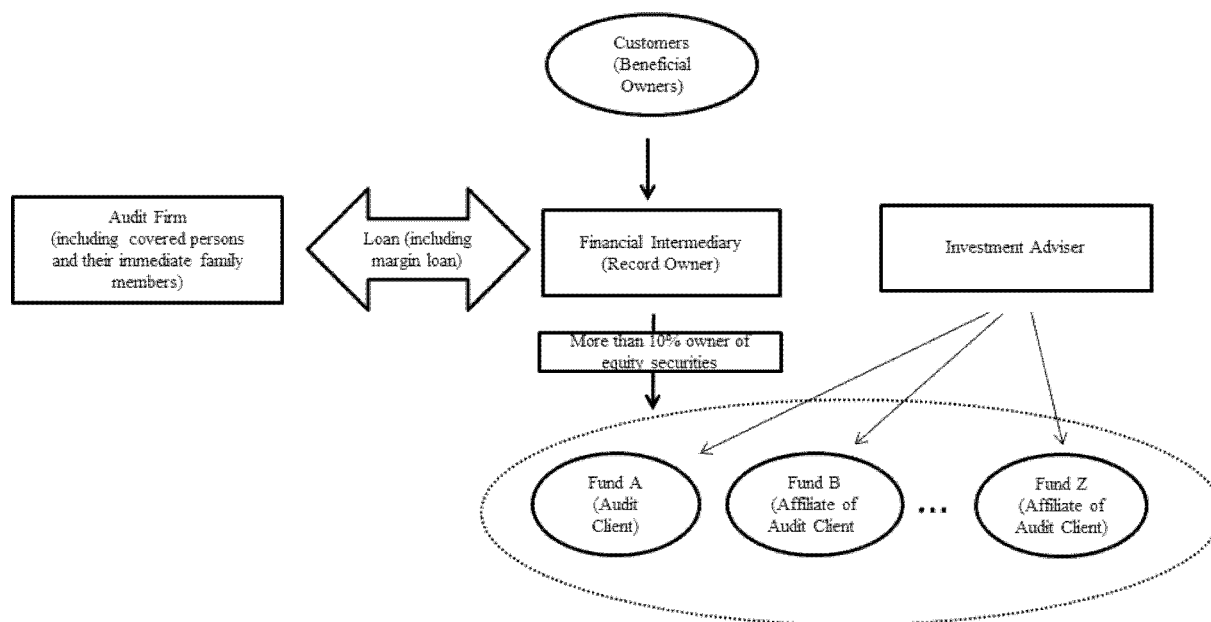 Customers
(Beneficial
Owners)
Audit Firm
(including covered persons
and their immediate family
members)
Loan (including
margin loan)
Financial Intermediary
(Record Owner)
Investment Adviser
More than 10% owner of
equity securities
Fund A
(Audit
Client)
Fund B
(Affiliate of
Audit Client
...
Fund Z
(Affiliate of
Audit Client)